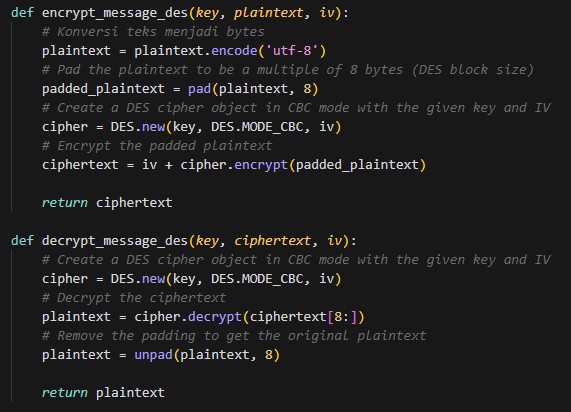 def encrypt_message_des(key, plaintext, iv):
# Konversi teks menjadi bytes
plaintext = plaintext.encode('utf-8')
# Pad the plaintext to be a multiple of 8 bytes (DES block size)
padded_plaintext = pad(plaintext, 8)
# Create a DES cipher object in CBC mode with the given key and IV
cipher = DES.new(key, DES.MODE_CBC, iv)
# Encrypt the padded plaintext
ciphertext = iv + cipher.encrypt(padded_plaintext)
return ciphertext
def decrypt_message_des(key, ciphertext, iv):
# Create a DES cipher object in CBC mode with the given key and IV
cipher = DES.new(key, DES.MODE_CBC, iv)
# Decrypt the ciphertext
plaintext = cipher.decrypt(ciphertext[8:])
# Remove the padding to get the original plaintext
plaintext = unpad(plaintext, 8)
return plaintext